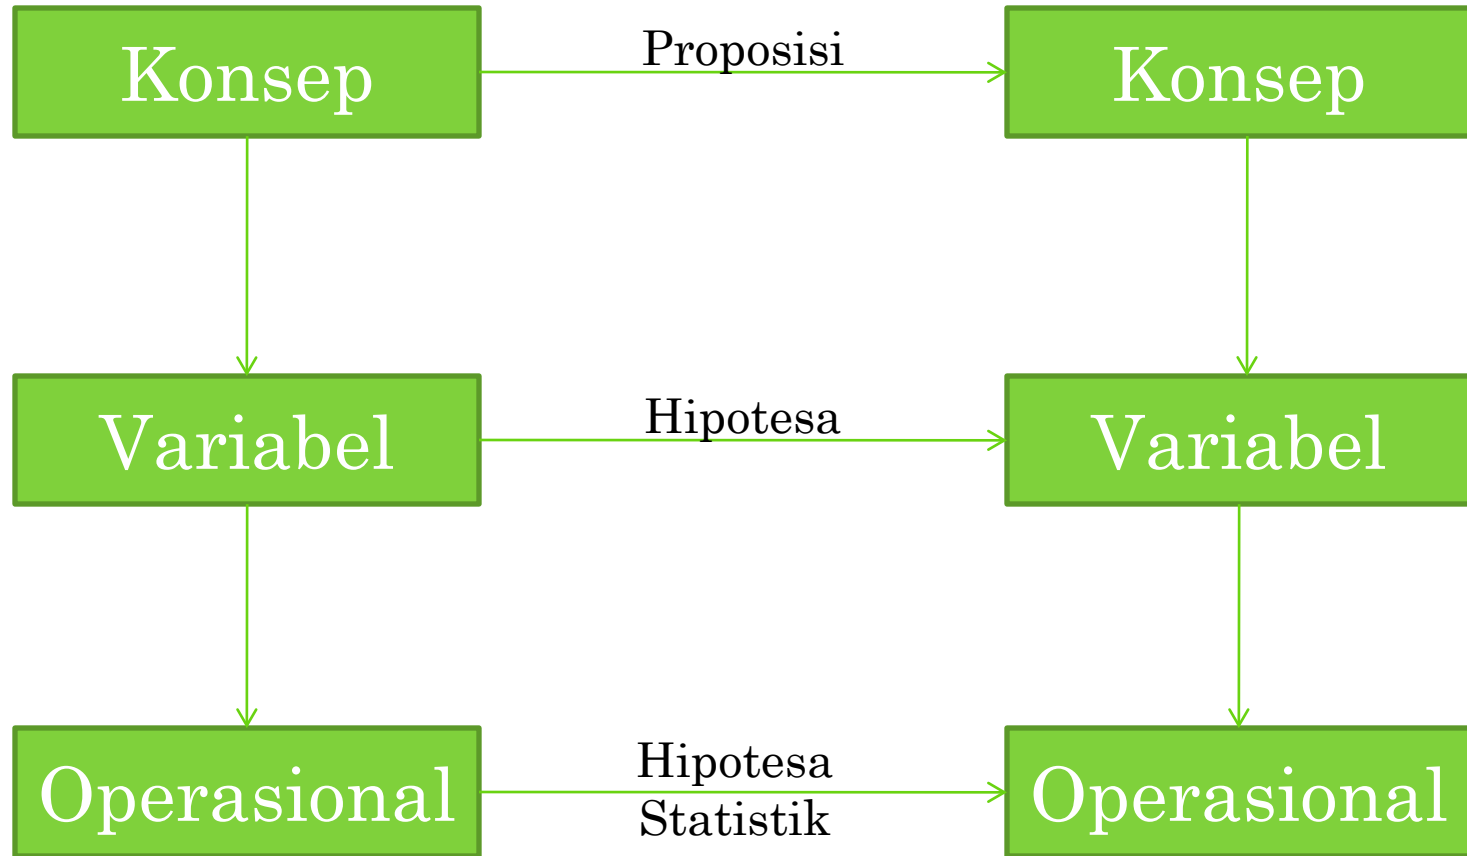 Konsep
Proposisi
Konsep
Variabel
Hipotesa
Variabel
Operasional
Hipotesa
Statistik
Operasional